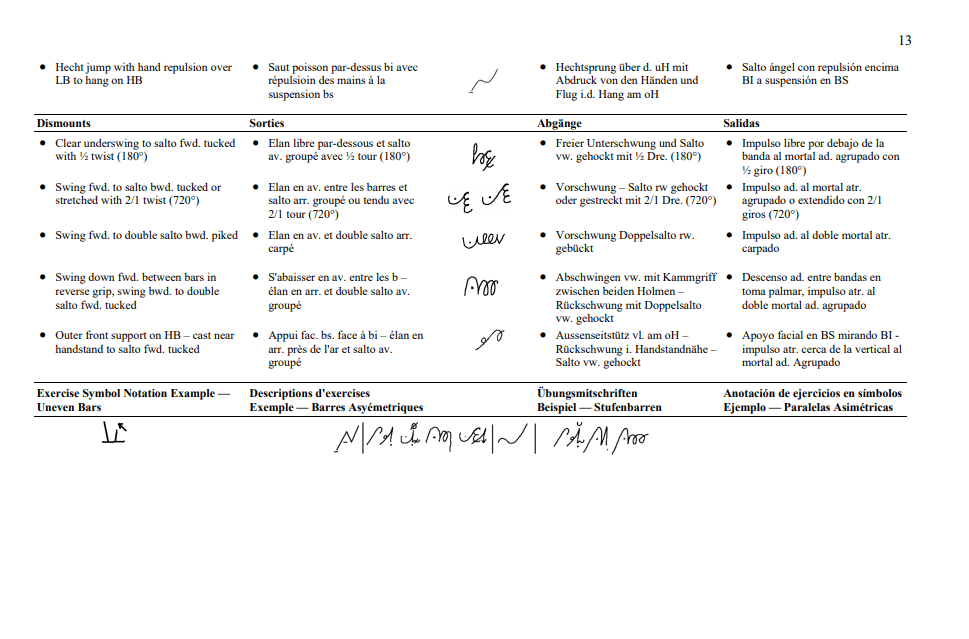 13
Hecht jump with hand repulsion over
LB to hang on HB
Saut poisson par-dessus bi avec
répulsioin des mains à la
suspension bs
Hechtsprung über d. uH mit
Abdruck von den Händen und
Flug i.d. Hang am oH
Salto ángel con repulsión encima
BI a suspensión en BS
Dismounts
Sorties
Abgänge
Salidas
Clear underswing to salto fwd. tucked
with ½ twist (180°)
Elan libre par-dessous et salto
av. groupé avec ½ tour (180°)
Freier Unterschwung und Salto
vw. gehockt mit ½ Dre. (180°)
Impulso libre por debajo de la
banda al mortal ad. agrupado con
½ giro (180°)
Swing fwd. to salto bwd. tucked or
stretched with 2/1 twist (720°)
Elan en av. entre les barres et
salto arr. groupé ou tendu avec
2/1 tour (720°)
Vorschwung – Salto rw gehockt
oder gestreckt mit 2/1 Dre. (720°)
Impulso ad. al mortal atr.
agrupado o extendido con 2/1
giros (720°)
Swing fwd. to double salto bwd. piked
Elan en av. et double salto arr.
carpé
Vorschwung Doppelsalto rw.
gebückt
Impulso ad. al doble mortal atr.
carpado
Swing down fwd. between bars in
reverse grip, swing bwd. to double
salto fwd. tucked
S'abaisser en av. entre les b –
élan en arr. et double salto av.
groupé
Abschwingen vw. mit Kammgriff
zwischen beiden Holmen –
Rückschwung mit Doppelsalto
vw. gehockt
Descenso ad. entre bandas en
toma palmar, impulso atr. al
doble mortal ad. agrupado
Outer front support on HB – cast near
handstand to salto fwd. tucked
Appui fac. bs. face à bi – élan en
arr. près de l'ar et salto av.
groupé
Aussenseitstütz vl. am oH –
Rückschwung i. Handstandnähe –
Salto vw. gehockt
Apoyo facial en BS mirando BI -
impulso atr. cerca de la vertical al
mortal ad. Agrupado
Exercise Symbol Notation Example —
Uneven Bars
Descriptions d'exercises
Exemple — Barres Asyémetriques
Übungsmitschriften
Beispiel — Stufenbarren
Anotación de ejercicios en símbolos
Ejemplo — Paralelas Asimétricas